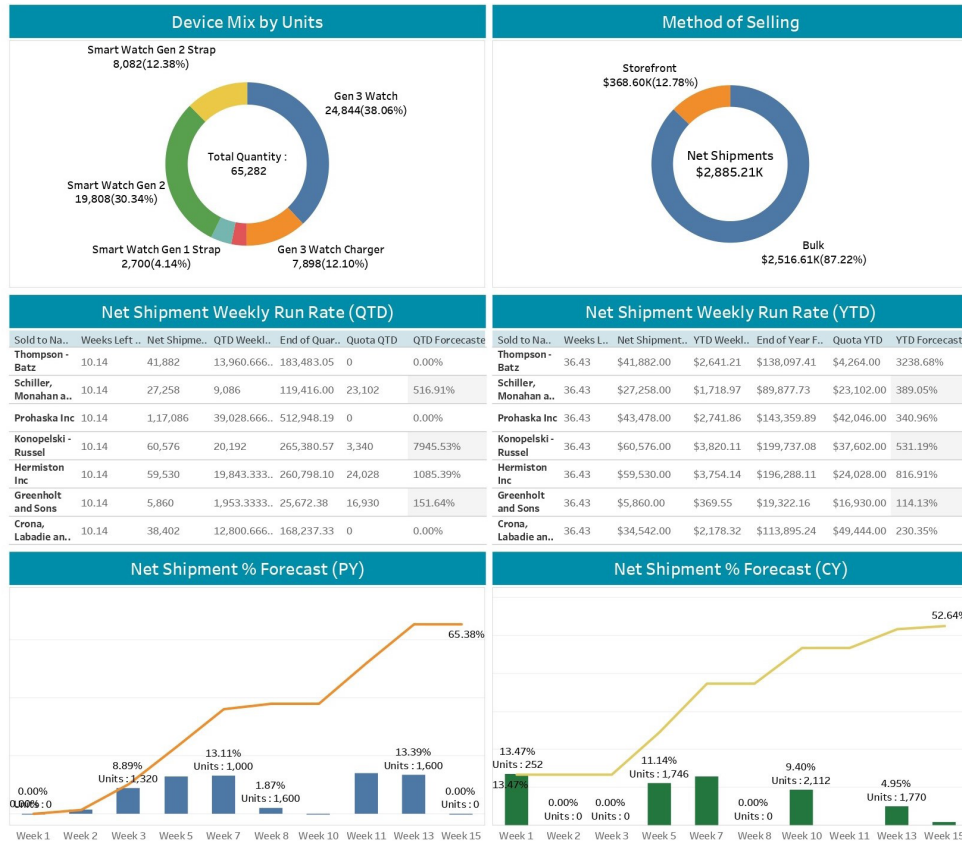 Device Mix by Units
Method of Selling
Smart Watch Gen 2 Strap
8,082(12.38%)
Gen 3 Watch
24,844(38.06%)
Total Quantity :
65,282
Smart Watch Gen 2
19,808(30.34%)
Smart Watch Gen 1 Strap
2,700(4.14%)
Gen 3 Watch Charger
7,898(12.10%)
Storefront
$368.60K(12.78%)
Net Shipments
$2,885.21K
Bulk
$2,516.61K(87.22%)
Net Shipment Weekly Run Rate (QTD)
Sold to Na.. Weeks Left .. Net Shipme.. QTD Weekl.. End of Quar.. Quota QTD QTD Forecaste
Thompson -
Batz 10.14 41,882 13,960.666.. 183,483.05 0 0.00%
Schiller,
Monahan a.. 10.14 27,258 9,086 119,416.00 23,102 516.91%
Prohaska Inc 10.14 1,17,086 39,028.666.. 512,948.19 0 0.00%
Konopelski -
Russel 10.14 60,576 20,192 265,380.57 3,340 7945.53%
Hermiston
Inc 10.14 59,530 19,843.333.. 260,798.10 24,028 1085.39%
Greenholt
and Sons 10.14 5,860 1,953.3333.. 25,672.38 16,930 151.64%
Crona,
Labadie an.. 10.14 38,402 12,800.666.. 168,237.33 0 0.00%
Net Shipment Weekly Run Rate (YTD)
Sold to Na.. Weeks L.. Net Shipment.. YTD Weekl.. End of Year F.. Quota YTD YTD Forecast
Thompson -
Batz 36.43 $41,882.00 $2,641.21 $138,097.41 $4,264.00 3238.68%
Schiller,
Monahan a.. 36.43 $27,258.00 $1,718.97 $89,877.73 $23,102.00 389.05%
Prohaska Inc 36.43 $43,478.00 $2,741.86 $143,359.89 $42,046.00 340.96%
Konopelski -
Russel 36.43 $60,576.00 $3,820.11 $199,737.08 $37,602.00 531.19%
Hermiston
Inc 36.43 $59,530.00 $3,754.14 $196,288.11 $24,028.00 816.91%
Greenholt
and Sons 36.43 $5,860.00 $369.55 $19,322.16 $16,930.00 114.13%
Crona,
Labadie an.. 36.43 $34,542.00 $2,178.32 $113,895.24 $49,444.00 230.35%
Net Shipment % Forecast (PY)
65.38%
0.00%
Units : 0
0.00%
8.89%
Units : 1,320
13.11%
Units : 1,000
1.87%
Units : 1,600
13.39%
Units : 1,600
0.00%
Units : 0
Week 1 Week 2 Week 3 Week 5 Week 7 Week 8 Week 10 Week 11 Week 13 Week 15
Net Shipment % Forecast (CY)
52.64%
13.47%
Units : 252
13.47%
0.00%
Units : 0
0.00%
Units : 0
11.14%
Units : 1,746
0.00%
Units : 0
9.40%
Units : 2,112
4.95%
Units : 1,770
Week 1 Week 2 Week 3 Week 5 Week 7 Week 8 Week 10 Week 11 Week 13 Week 15